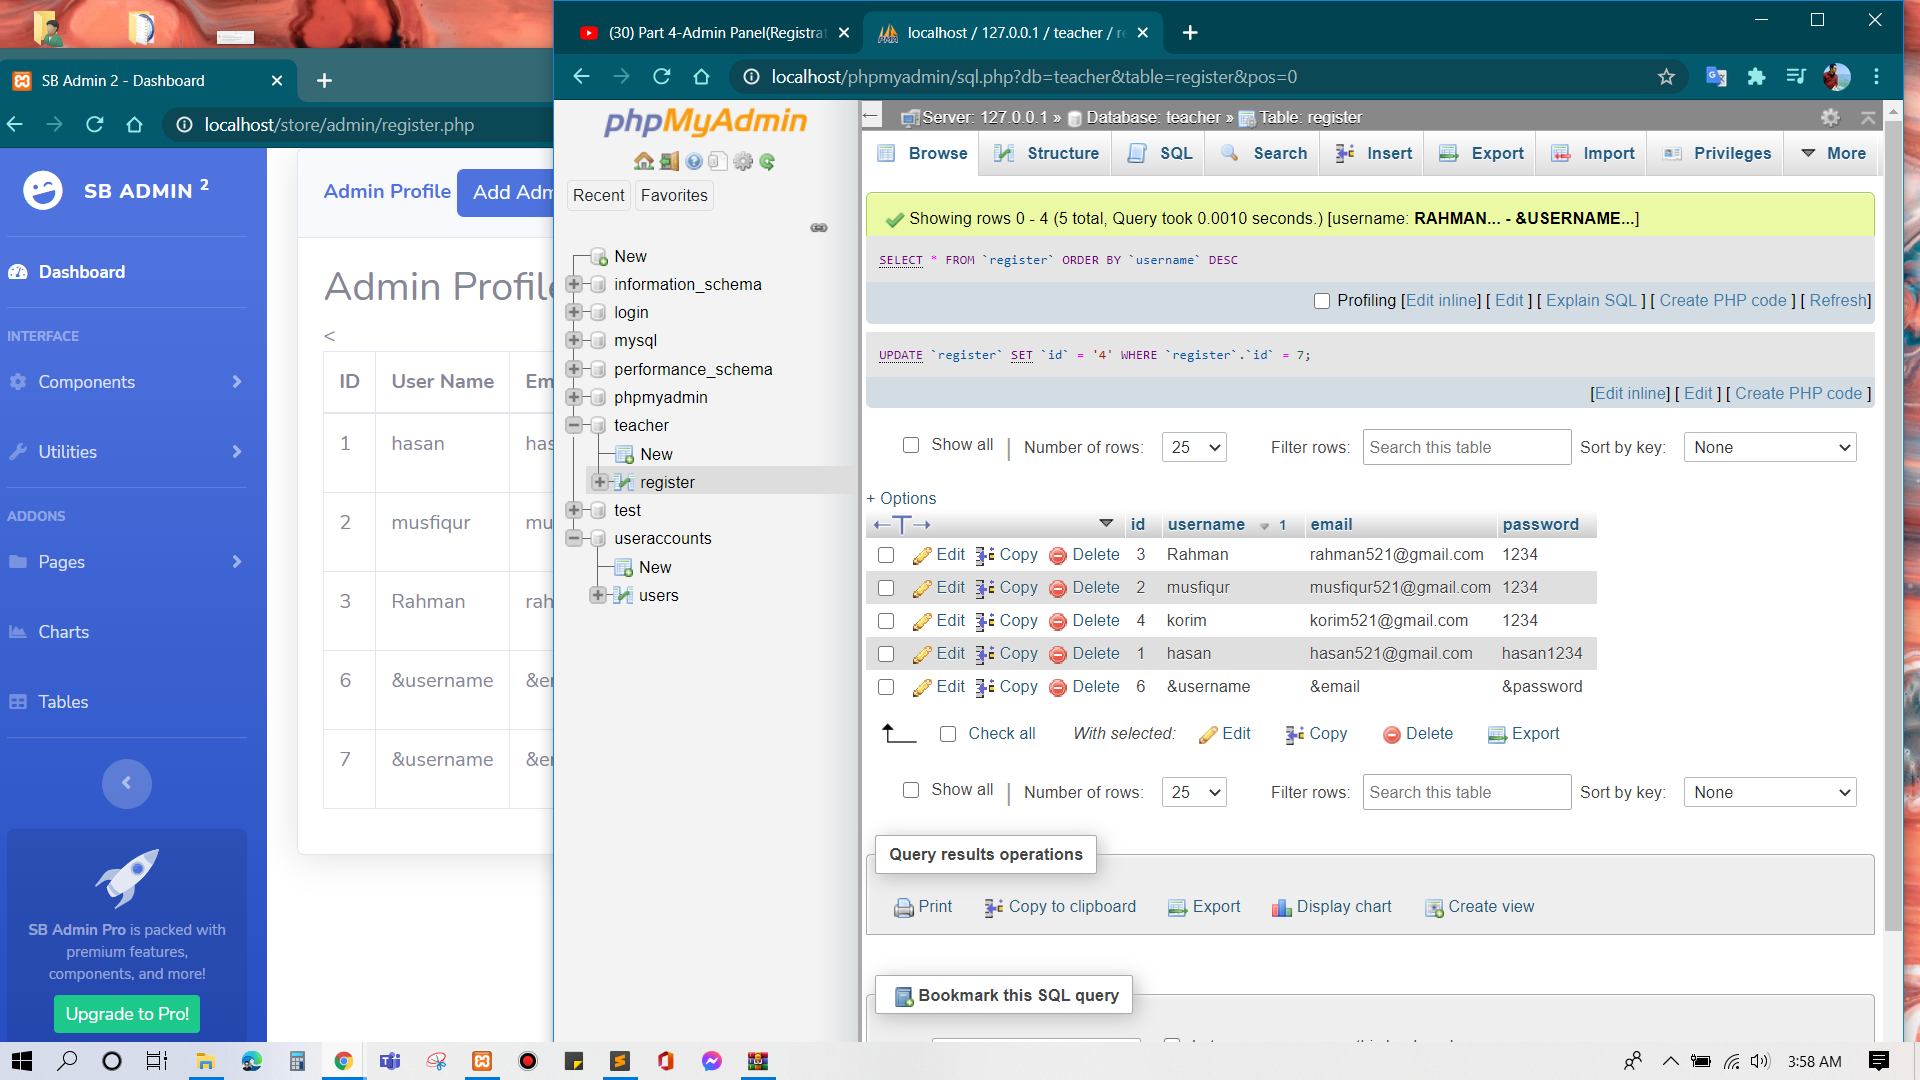 SB Admin 2 - Dashboard
localhost/store/admin/register.php
SB ADMIN 2
Dashboard
INTERFACE
Components
Utilities
ADDONS
Pages
Charts
Tables
SB Admin Pro is packed with
premium features,
components, and more!
Upgrade to Pro!
Admin Profile
Add Adm
Admin Profile
<
ID User Name Em
1 hasan has
2 musfiqur mu
3 Rahman rah
6 &username &e
7 &username &e
(30) Part 4-Admin Panel(Registrat
localhost / 127.0.0.1 / teacher / re
localhost/phpmyadmin/sql.php?db=teacher&table=register&pos=0
phpMyAdmin
Recent Favorites
New
information_schema
login
mysql
performance_schema
phpmyadmin
teacher
New
register
test
useraccounts
New
users
Server: 127.0.0.1 » Database: teacher » Table: register
Browse Structure SQL Search Insert Export Import Privileges More
Showing rows 0 - 4 (5 total, Query took 0.0010 seconds.) [username: RAHMAN... - &USERNAME...]
SELECT * FROM `register` ORDER BY `username` DESC
Profiling [Edit inline] [ Edit ] [ Explain SQL ] [ Create PHP code ] [ Refresh]
UPDATE `register` SET `id` = '4' WHERE `register`.`id` = 7;
[Edit inline] [ Edit ] [ Create PHP code ]
Show all | Number of rows: 25 Filter rows: Search this table Sort by key: None
+ Options
←T→ id username 1 email password
Edit Copy Delete 3 Rahman rahman521@gmail.com 1234
Edit Copy Delete 2 musfiqur musfiqur521@gmail.com 1234
Edit Copy Delete 4 korim korim521@gmail.com 1234
Edit Copy Delete 1 hasan hasan521@gmail.com hasan1234
Edit Copy Delete 6 &username &email &password
Check all With selected: Edit Copy Delete Export
Show all | Number of rows: 25 Filter rows: Search this table Sort by key: None
Query results operations
Print Copy to clipboard Export Display chart Create view
Bookmark this SQL query
3:58 AM